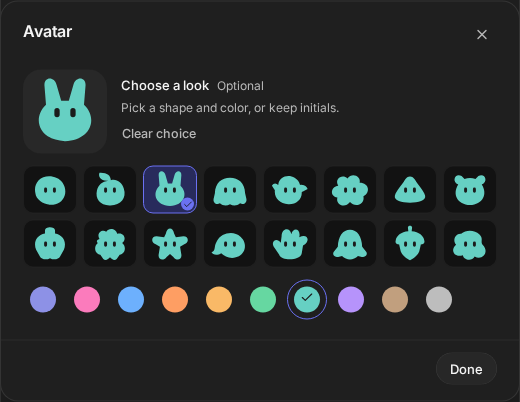 Avatar
Choose a look Optional
Pick a shape and color, or keep initials.
Clear choice
Done